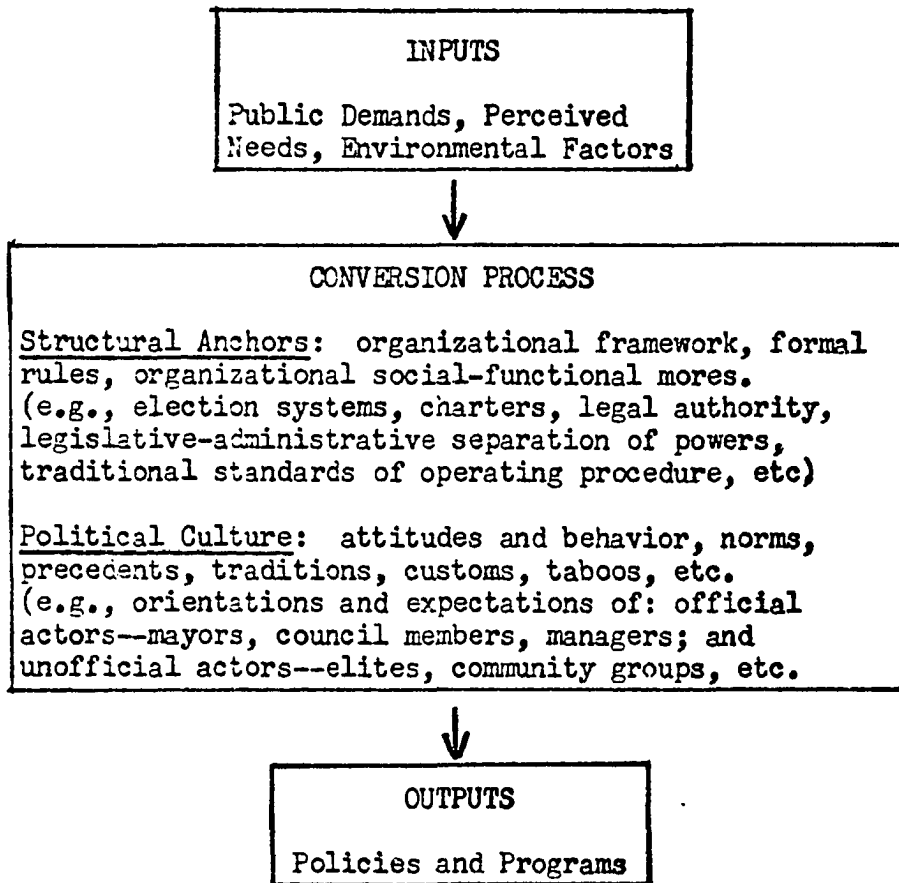 INPUTS
Public Demands, Perceived
Needs, Environmental Factors
CONVERSION PROCESS
Structural Anchors: organizational framework, formal
rules, organizational social-functional mores.
(e.g., election systems, charters, legal authority,
legislative-administrative separation of powers,
traditional standards of operating procedure, etc)
Political Culture: attitudes and behavior, norms,
precedents, traditions, customs, taboos, etc.
(e.g., orientations and expectations of: official
actors--mayors, council members, managers; and
unofficial actors--elites, community groups, etc.
OUTPUTS
Policies and Programs